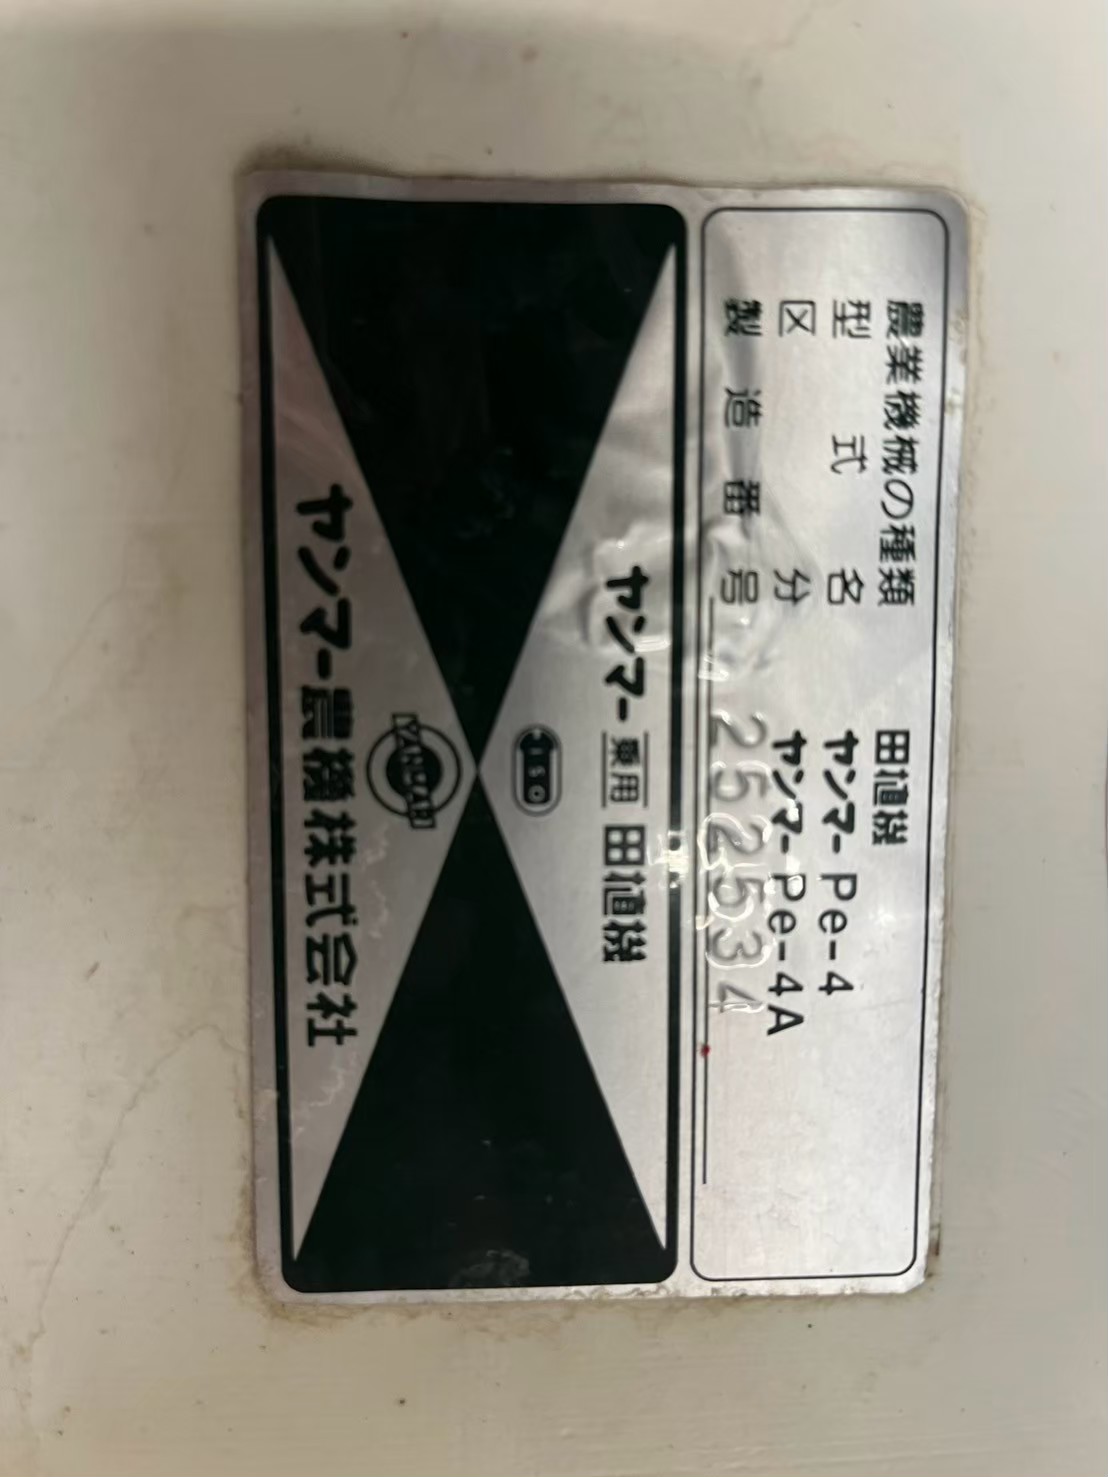 農業機械の種類 田植機
型式名 ヤンマー Pe-4
区分 ヤンマー Pe-4A
製造番号 252534
ヤンマー 乗用 田植機
ISO
YANMAR
ヤンマー農機株式会社